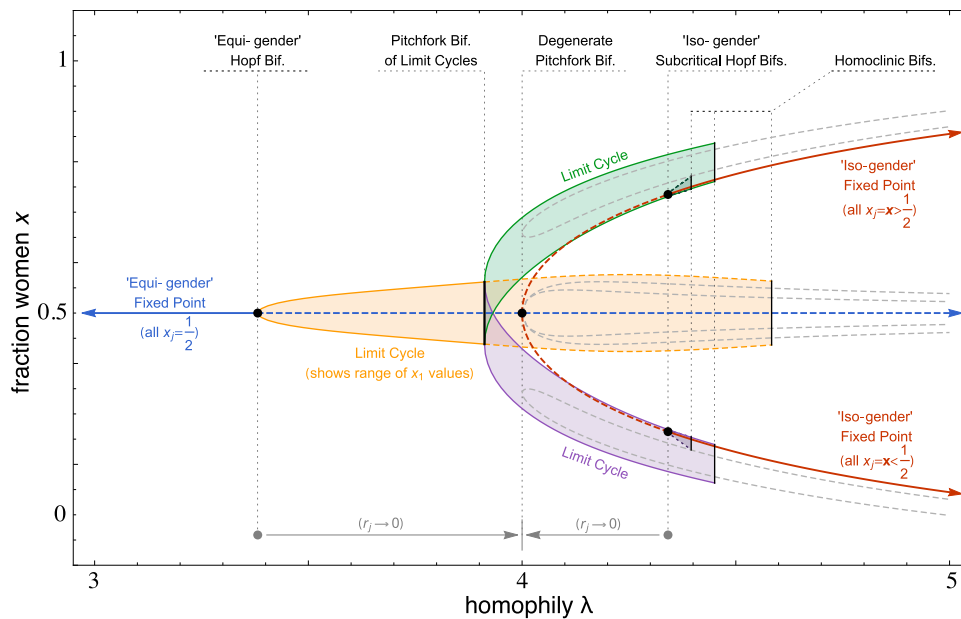 'Equi- gender'
Hopf Bif.
Pitchfork Bif.
of Limit Cycles
Degenerate
Pitchfork Bif.
'Iso- gender'
Subcritical Hopf Bifs.
Homoclinic Bifs.
1
0.5
0
fraction women x
Limit Cycle
'Iso-gender'
Fixed Point
(all xⱼ=x>1/2)
'Equi- gender'
Fixed Point
(all xⱼ=1/2)
Limit Cycle
(shows range of x₁ values)
Limit Cycle
'Iso-gender'
Fixed Point
(all xⱼ=x<1/2)
(rⱼ→0)
(rⱼ→0)
3
4
5
homophily λ